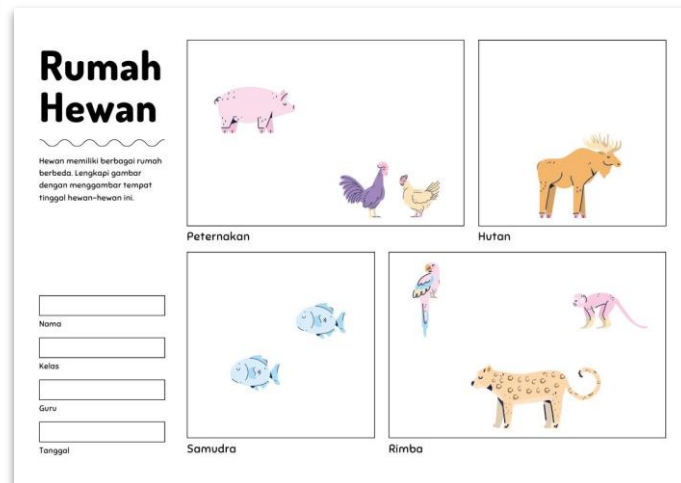 Rumah
Hewan
Hewan memiliki berbagai rumah
berbeda. Lengkapi gambar
dengan menggambar tempat
tinggal hewan-hewan ini.
Nama
Kelas
Guru
Tanggal
Peternakan
Hutan
Samudra
Rimba